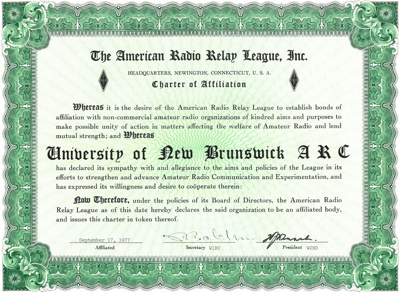 The American Radio Relay League, Inc.
HEADQUARTERS, NEWINGTON, CONNECTICUT, U. S. A.
Charter of Affiliation
Whereas it is the desire of the American Radio Relay League to establish bonds of
affiliation with non-commercial amateur radio organizations of kindred aims and purposes to
make possible unity of action in matters affecting the welfare of Amateur Radio and lend
mutual strength; and Whereas
University of New Brunswick A R C
has declared its sympathy with and allegiance to the aims and policies of the League in its
efforts to strengthen and advance Amateur Radio Communication and Experimentation, and
has expressed its willingness and desire to coöperate therein:
Now Therefore, under the policies of its Board of Directors, the American Radio
Relay League as of this date hereby declares the said organization to be an affiliated body,
and issues this charter in token thereof.
September 17, 1977
Affiliated
Secretary
President